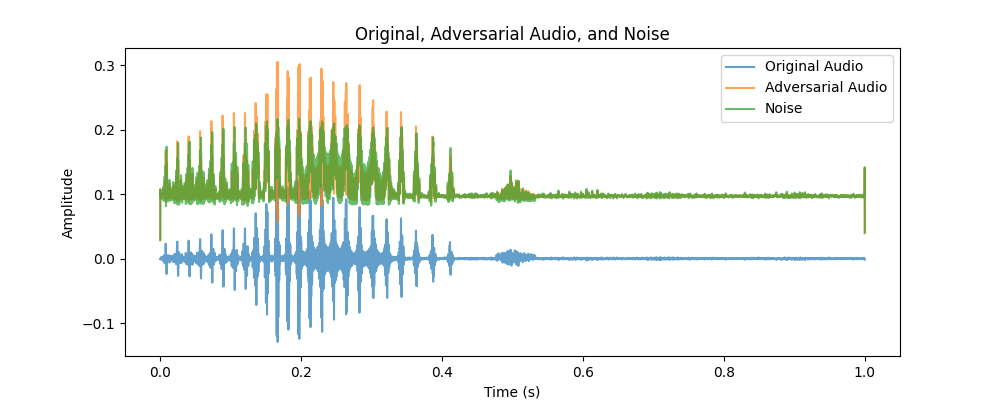 Original, Adversarial Audio, and Noise
Original Audio
Adversarial Audio
Noise
Amplitude
0.3
0.2
0.1
0.0
−0.1
0.0 0.2 0.4 0.6 0.8 1.0
Time (s)